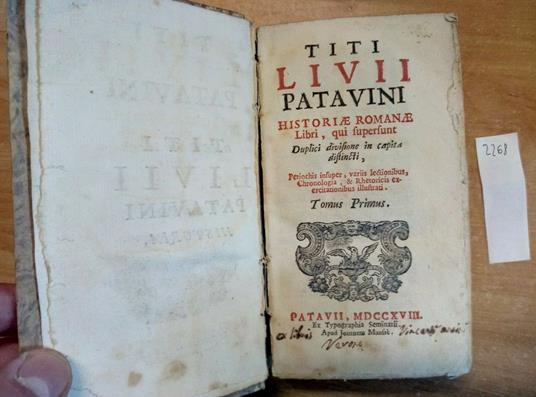 TITI
LIVII
PATAVINI
HISTORIÆ ROMANÆ
Libri, qui supersunt
Duplici divisione in capita
distincti,
Periochis insuper, variis lectionibus,
Chronologia, & Rhetoricis ex-
ercitationibus illustrati.
Tomus Primus.
PATAVII, MDCCXVIII.
Ex Typographia Seminarii.
Apud Joannem Manfrè.
2268